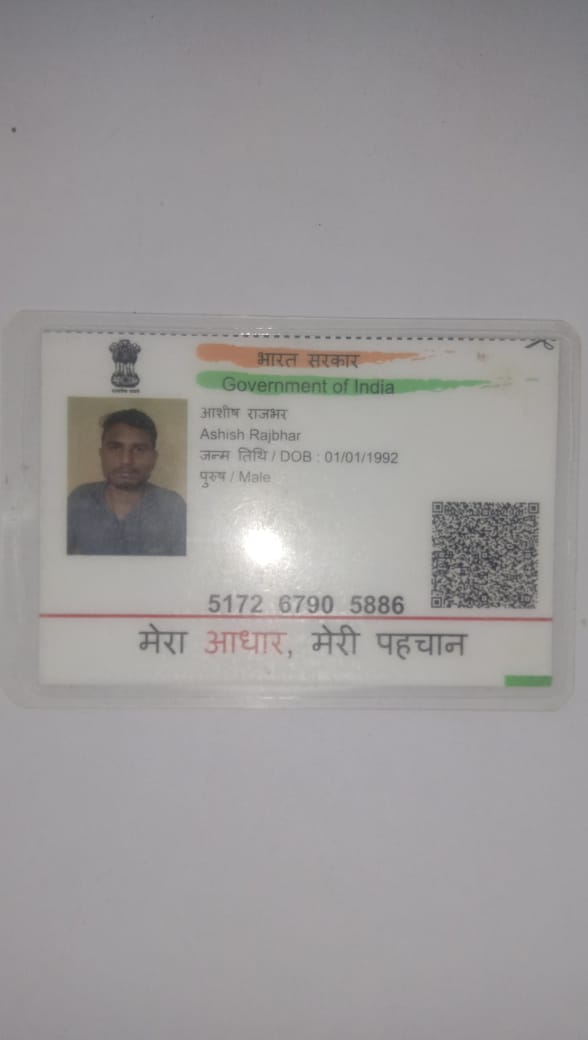 भारत सरकार
Government of India
आशीष राजभर
Ashish Rajbhar
जन्म तिथि / DOB : 01/01/1992
पुरुष / Male
5172 6790 5886
मेरा आधार, मेरी पहचान